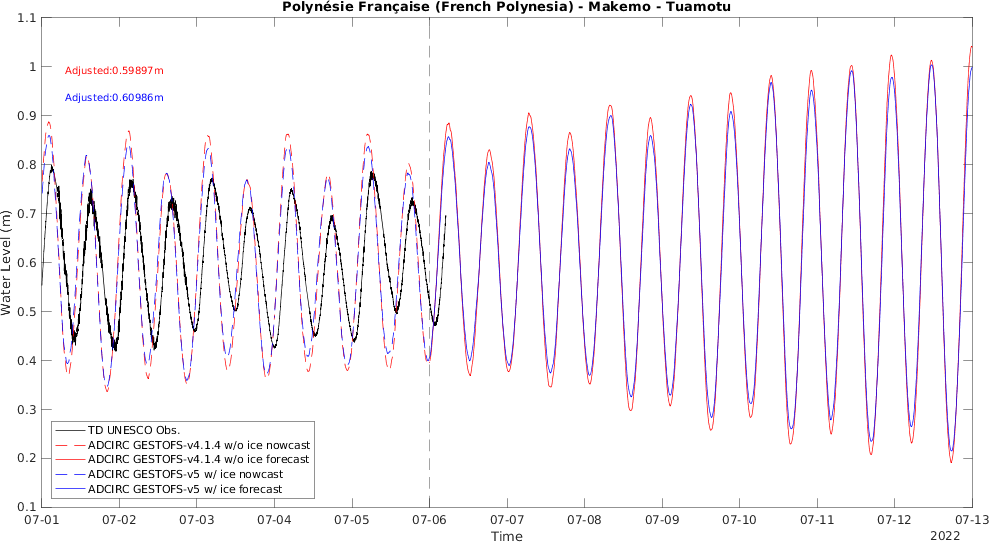 Polynésie Française (French Polynesia) - Makemo - Tuamotu
1.1
1
0.9
0.8
0.7
0.6
0.5
0.4
0.3
0.2
0.1
Water Level (m)
Adjusted:0.59897m
Adjusted:0.60986m
TD UNESCO Obs.
ADCIRC GESTOFS-v4.1.4 w/o ice nowcast
ADCIRC GESTOFS-v4.1.4 w/o ice forecast
ADCIRC GESTOFS-v5 w/ ice nowcast
ADCIRC GESTOFS-v5 w/ ice forecast
07-01 07-02 07-03 07-04 07-05 07-06 07-07 07-08 07-09 07-10 07-11 07-12 07-13
Time
2022